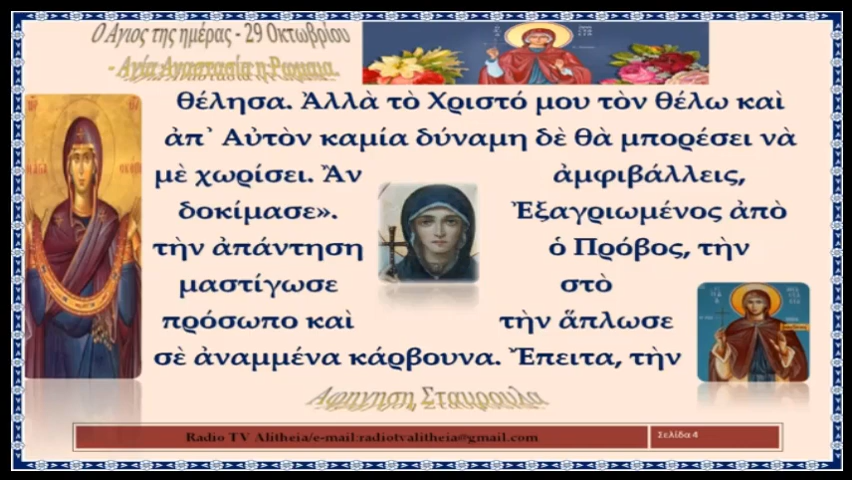 Ο Άγιος της ημέρας - 29 Οκτωβρίου
- Αγία Αναστασία η Ρωμαία.
θέλησα. Ἀλλὰ τὸ Χριστό μου τὸν θέλω καὶ
ἀπ᾿ Αὐτὸν καμία δύναμη δὲ θὰ μπορέσει νὰ
μὲ χωρίσει. Ἂν ἀμφιβάλλεις,
δοκίμασε». Ἐξαγριωμένος ἀπὸ
τὴν ἀπάντηση ὁ Πρόβος, τὴν
μαστίγωσε στὸ
πρόσωπο καὶ τὴν ἅπλωσε
σὲ ἀναμμένα κάρβουνα. Ἔπειτα, τὴν
Αφήγηση, Σταυρούλα
Radio TV Alitheia/e-mail:radiotvalitheia@gmail.com
Σελίδα 4